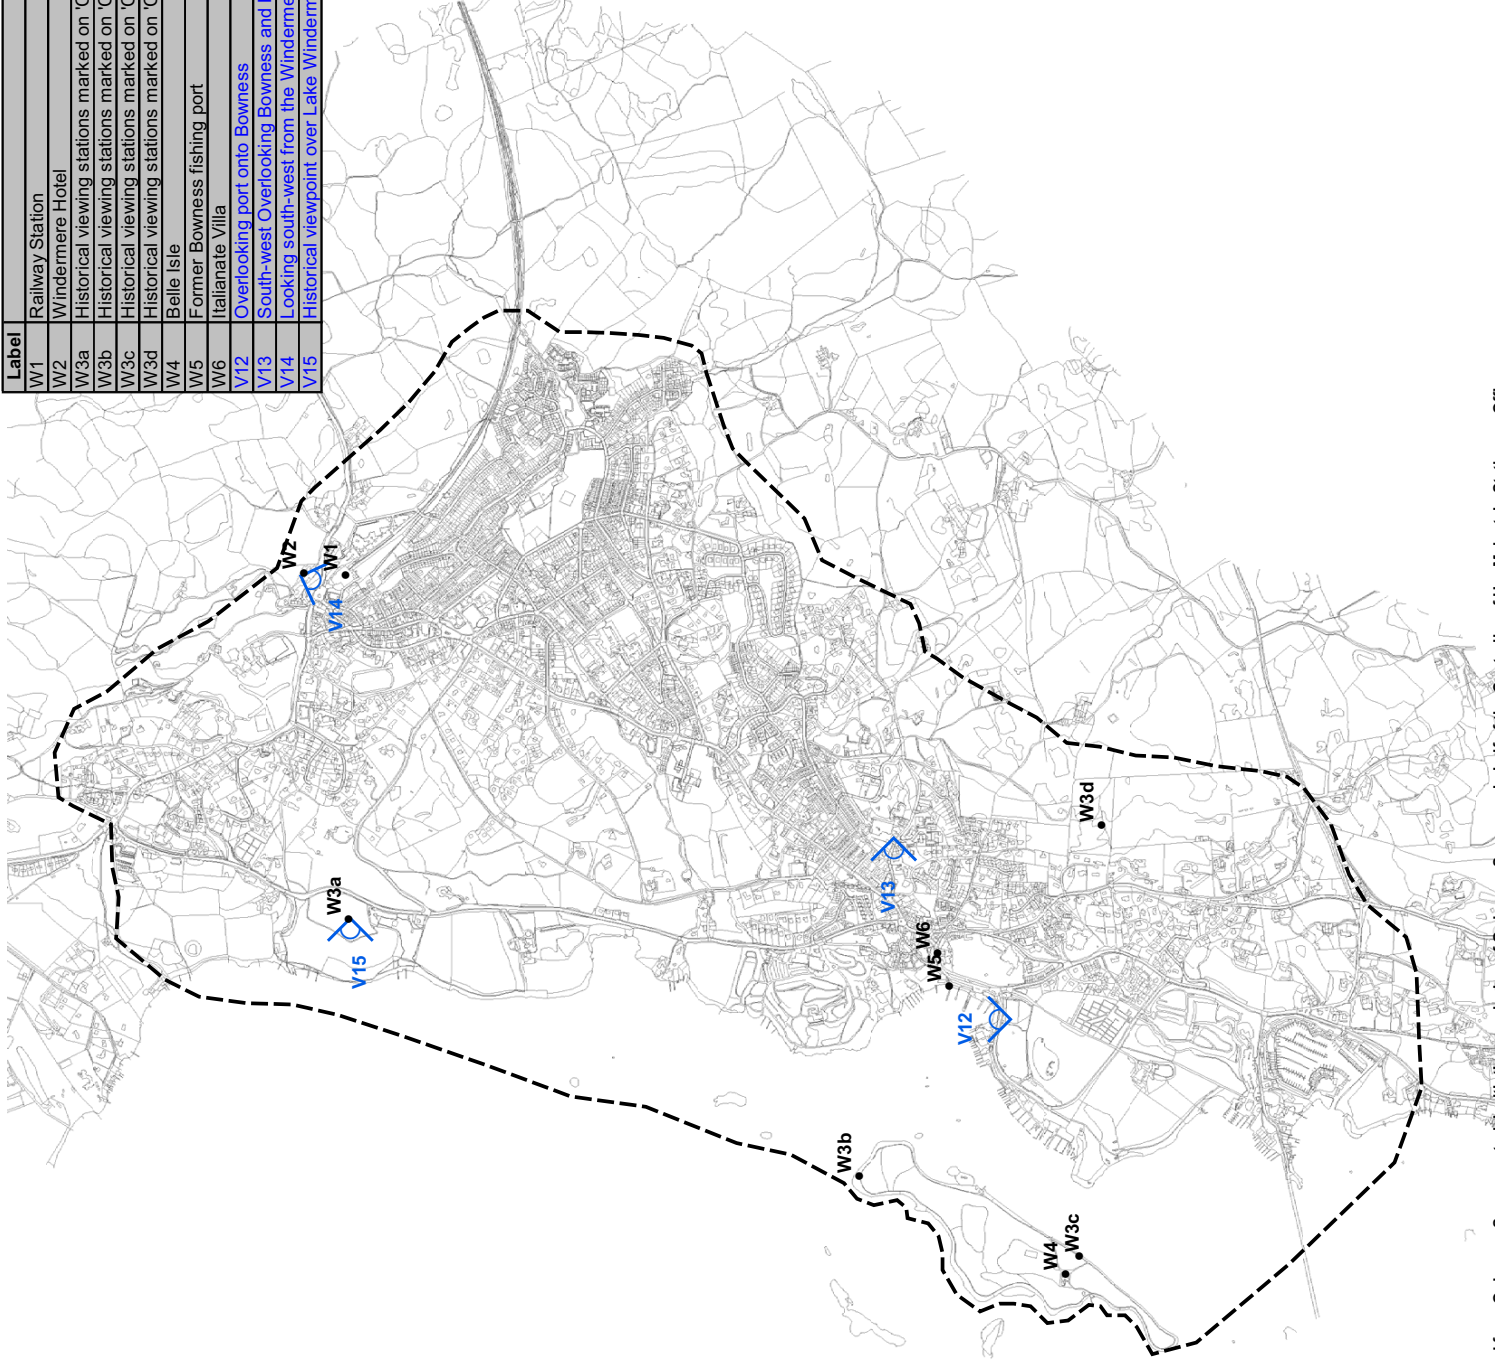 Label
W1 Railway Station
W2 Windermere Hotel
W3a Historical viewing stations marked on
W3b Historical viewing stations marked on
W3c Historical viewing stations marked on
W3d Historical viewing stations marked on
W4 Belle Isle
W5 Former Bowness fishing port
W6 Italianate Villa
V12 Overlooking port onto Bowness
V13 South-west Overlooking Bowness and
V14 Looking south-west from the
V15 Historical viewpoint over Lake
W2
W1
V14
W3a
V15
W3d
V13
W6
W5
V12
W3b
W4
W3c